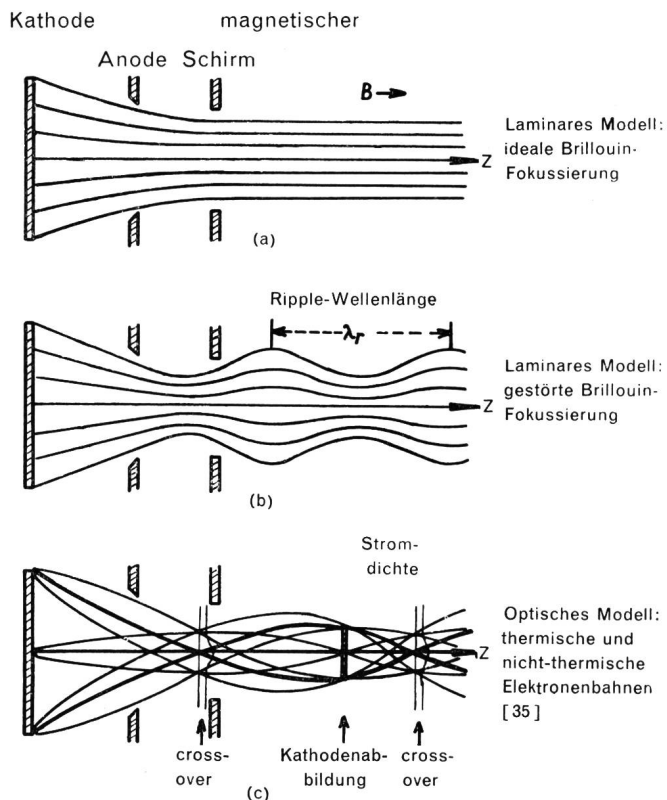 Kathode magnetischer
Anode Schirm
B
Z
Laminares Modell:
ideale Brillouin-
Fokussierung
(a)
Ripple-Wellenlänge
λr
Z
Laminares Modell:
gestörte Brillouin-
Fokussierung
(b)
Strom-
dichte
Z
Optisches Modell:
thermische und
nicht-thermische
Elektronenbahnen
[35]
cross-
over
Kathodenab-
bildung
cross-
over
(c)